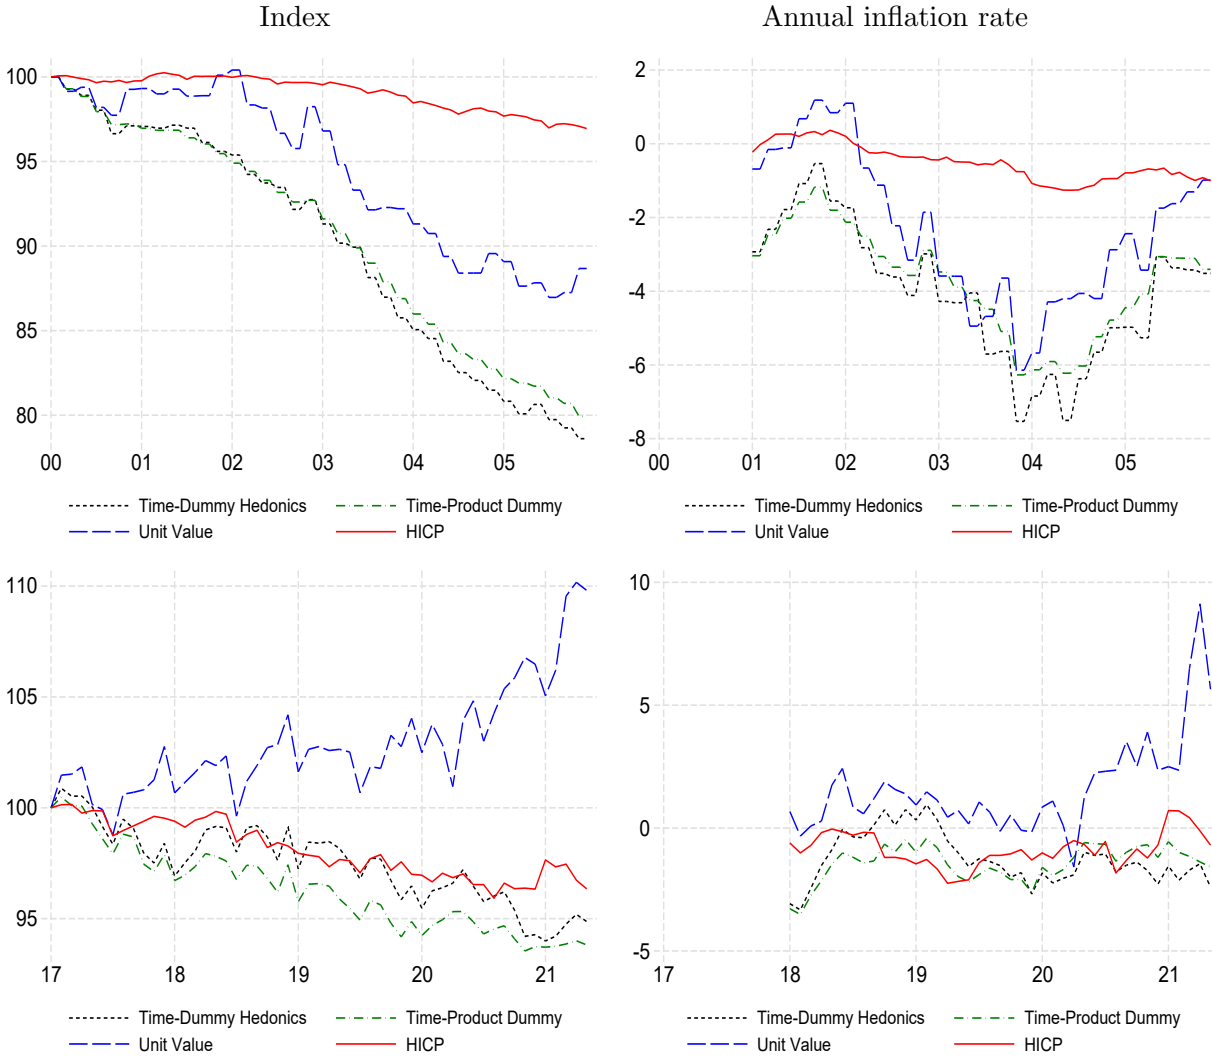 Index
Annual inflation rate
100
95
90
85
80
00 01 02 03 04 05
2
0
-2
-4
-6
-8
00 01 02 03 04 05
Time-Dummy Hedonics Time-Product Dummy
Unit Value HICP
Time-Dummy Hedonics Time-Product Dummy
Unit Value HICP
110
105
100
95
17 18 19 20 21
10
5
0
-5
17 18 19 20 21
Time-Dummy Hedonics Time-Product Dummy
Unit Value HICP
Time-Dummy Hedonics Time-Product Dummy
Unit Value HICP